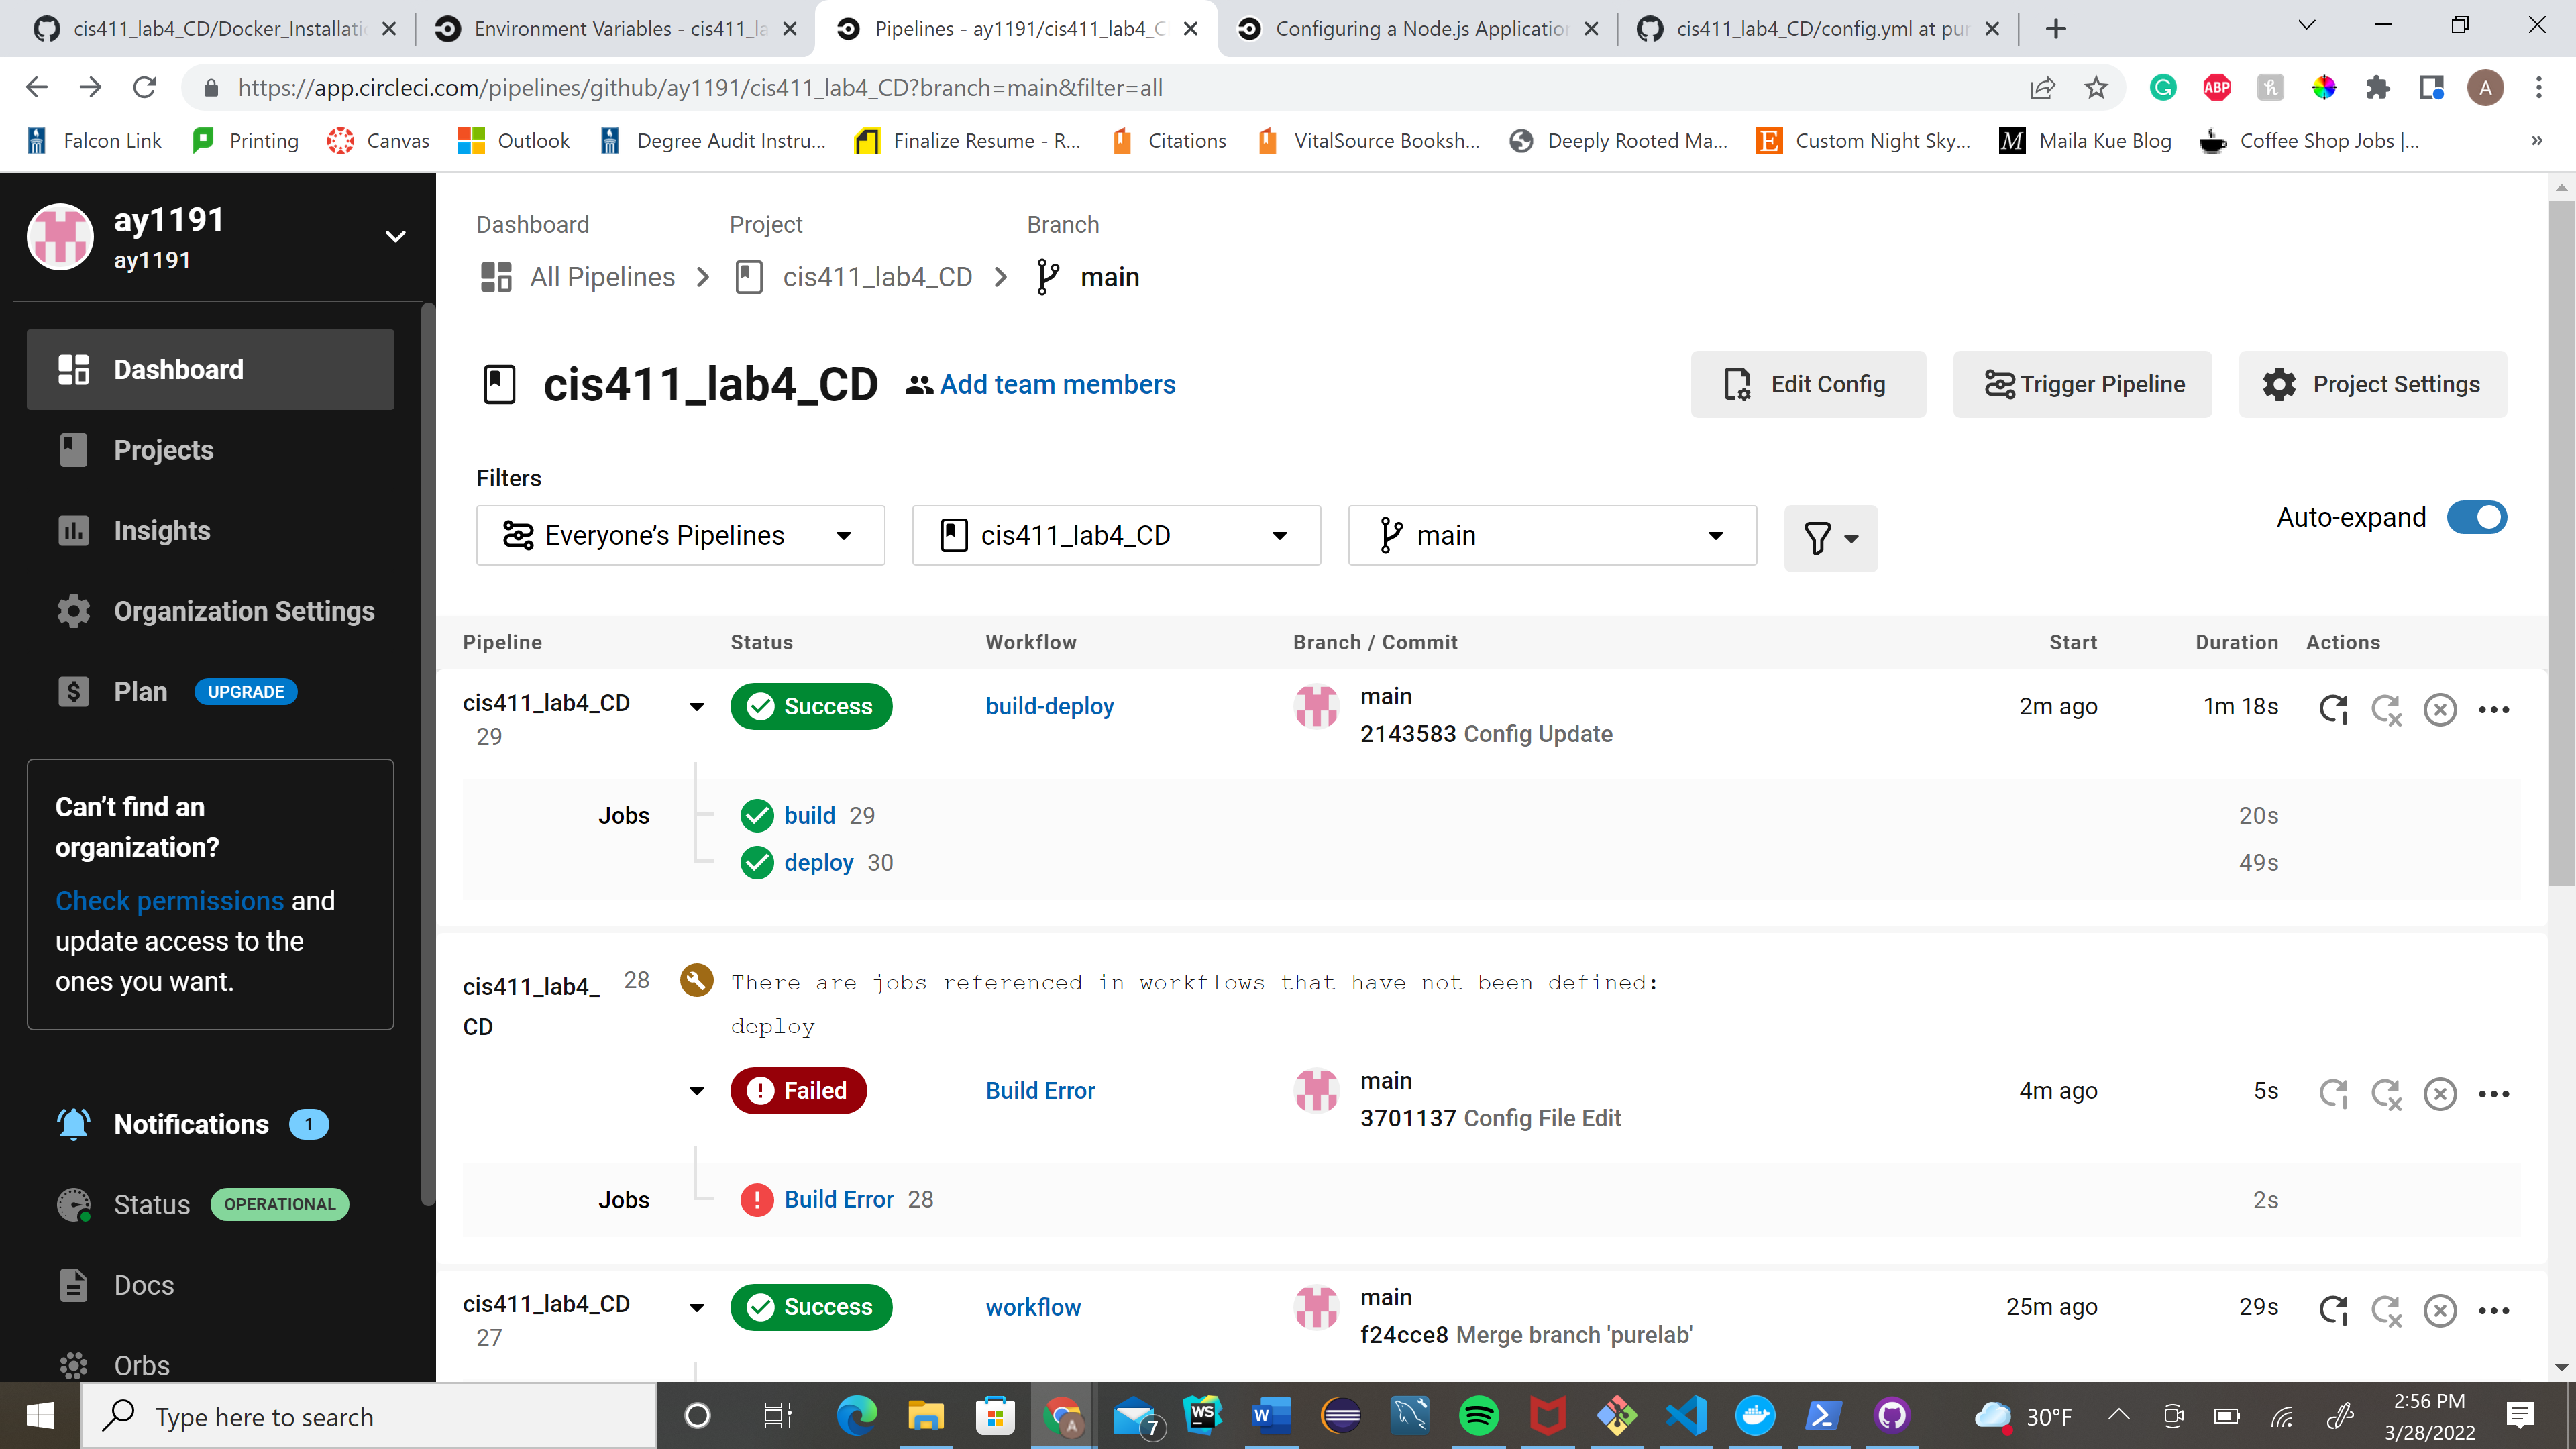 cis411_lab4_CD/Docker_Installati
Environment Variables - cis411_la
Pipelines - ay1191/cis411_lab4_C
Configuring a Node.js Application
cis411_lab4_CD/config.yml at pur
https://app.circleci.com/pipelines/github/ay1191/cis411_lab4_CD?branch=main&filter=all
ABP
A
Falcon Link
Printing
Canvas
Outlook
Degree Audit Instru...
Finalize Resume - R...
Citations
VitalSource Booksh...
Deeply Rooted Ma...
Custom Night Sky...
Maila Kue Blog
Coffee Shop Jobs |...
»
ay1191
ay1191
Dashboard
Projects
Insights
Organization Settings
Plan UPGRADE
Can’t find an
organization?
Check permissions and
update access to the
ones you want.
Notifications 1
Status OPERATIONAL
Docs
Orbs
Dashboard Project Branch
All Pipelines cis411_lab4_CD main
cis411_lab4_CD Add team members
Edit Config
Trigger Pipeline
Project Settings
Filters
Everyone’s Pipelines
cis411_lab4_CD
main
Auto-expand
Pipeline Status Workflow Branch / Commit Start Duration Actions
cis411_lab4_CD Success build-deploy main 2m ago 1m 18s
29 2143583 Config Update
Jobs build 29 20s
deploy 30 49s
cis411_lab4_ 28 There are jobs referenced in workflows that have not been defined:
CD deploy
Failed Build Error main 4m ago 5s
3701137 Config File Edit
Jobs Build Error 28 2s
cis411_lab4_CD Success workflow main 25m ago 29s
27 f24cce8 Merge branch 'purelab'
Type here to search
A
7
WS
W
30°F
2:56 PM
3/28/2022